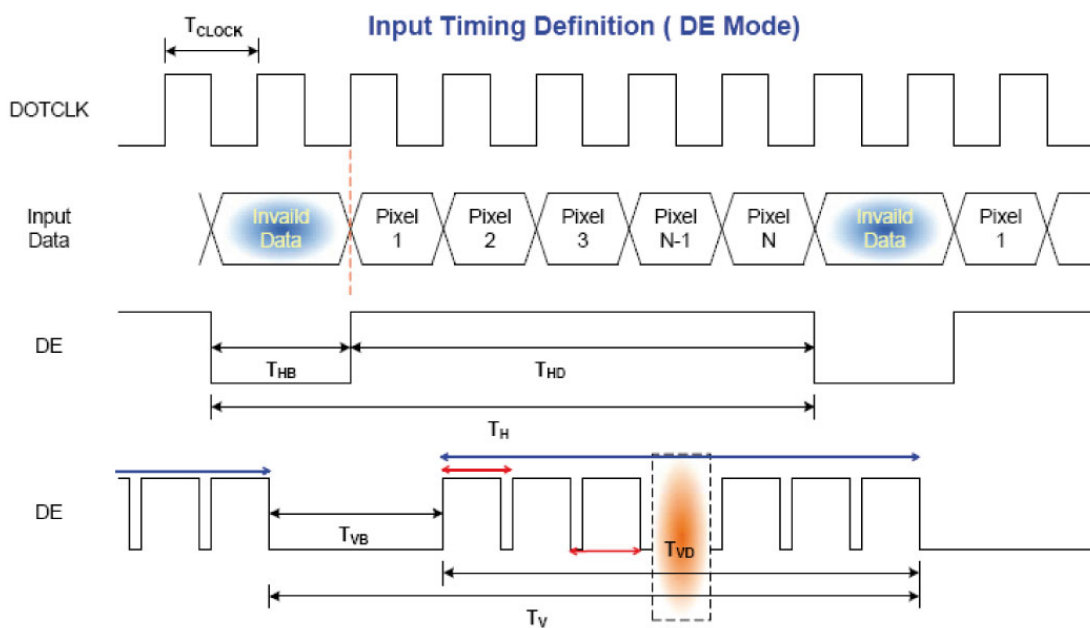 Input Timing Definition ( DE Mode)
TCLOCK
DOTCLK
Input
Data
Invaild
Data
Pixel
1
Pixel
2
Pixel
3
Pixel
N-1
Pixel
N
Invaild
Data
Pixel
1
DE
THB
THD
TH
DE
TVB
TVD
TV